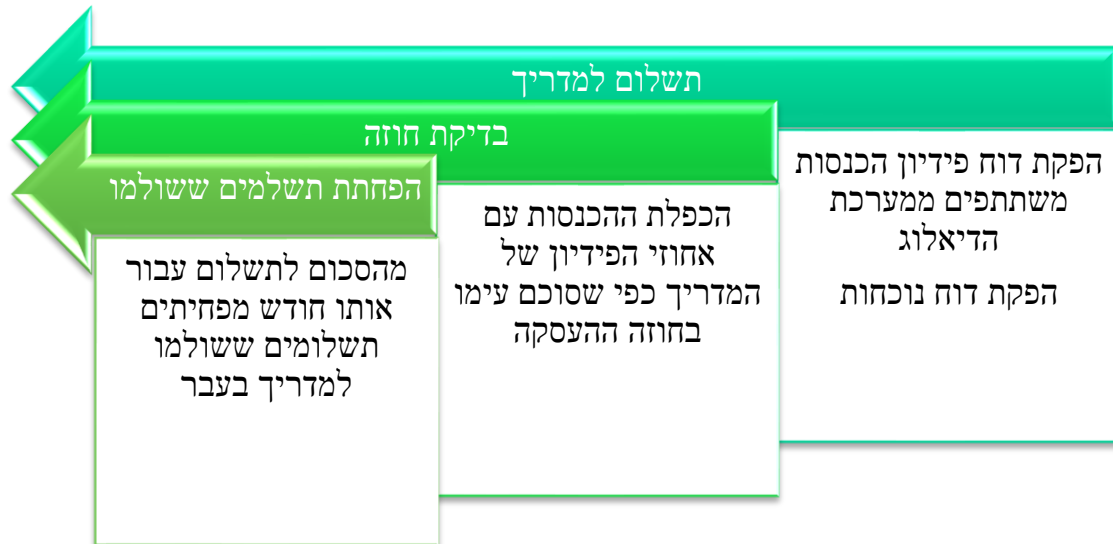 תשלום למדריך
הפקת דוח פידיון הכנסות
משתתפים ממערכת
הדיאלוג
הפקת דוח נוכחות
בדיקת חוזה
הכפלת ההכנסות עם
אחוזי הפידיון של
המדריך כפי שסוכם עימו
בחוזה ההעסקה
הפחתת תשלמים ששולמו
מהסכום לתשלום עבור
אותו חודש מפחיתים
תשלומים ששולמו
למדריך בעבר